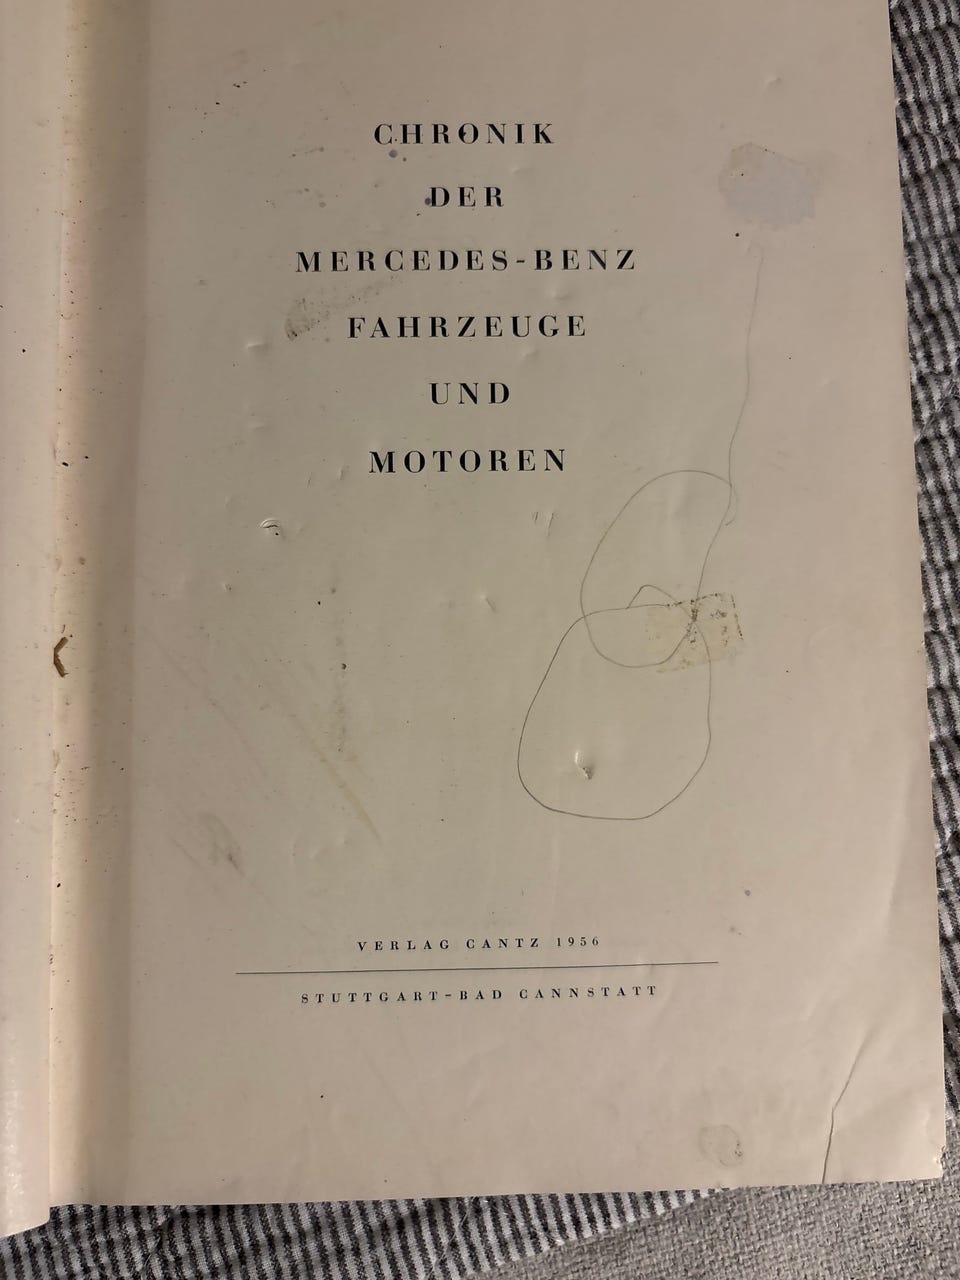 CHRONIK
DER
MERCEDES-BENZ
FAHRZEUGE
UND
MOTOREN
VERLAG CANTZ 1956
STUTTGART-BAD CANNSTATT